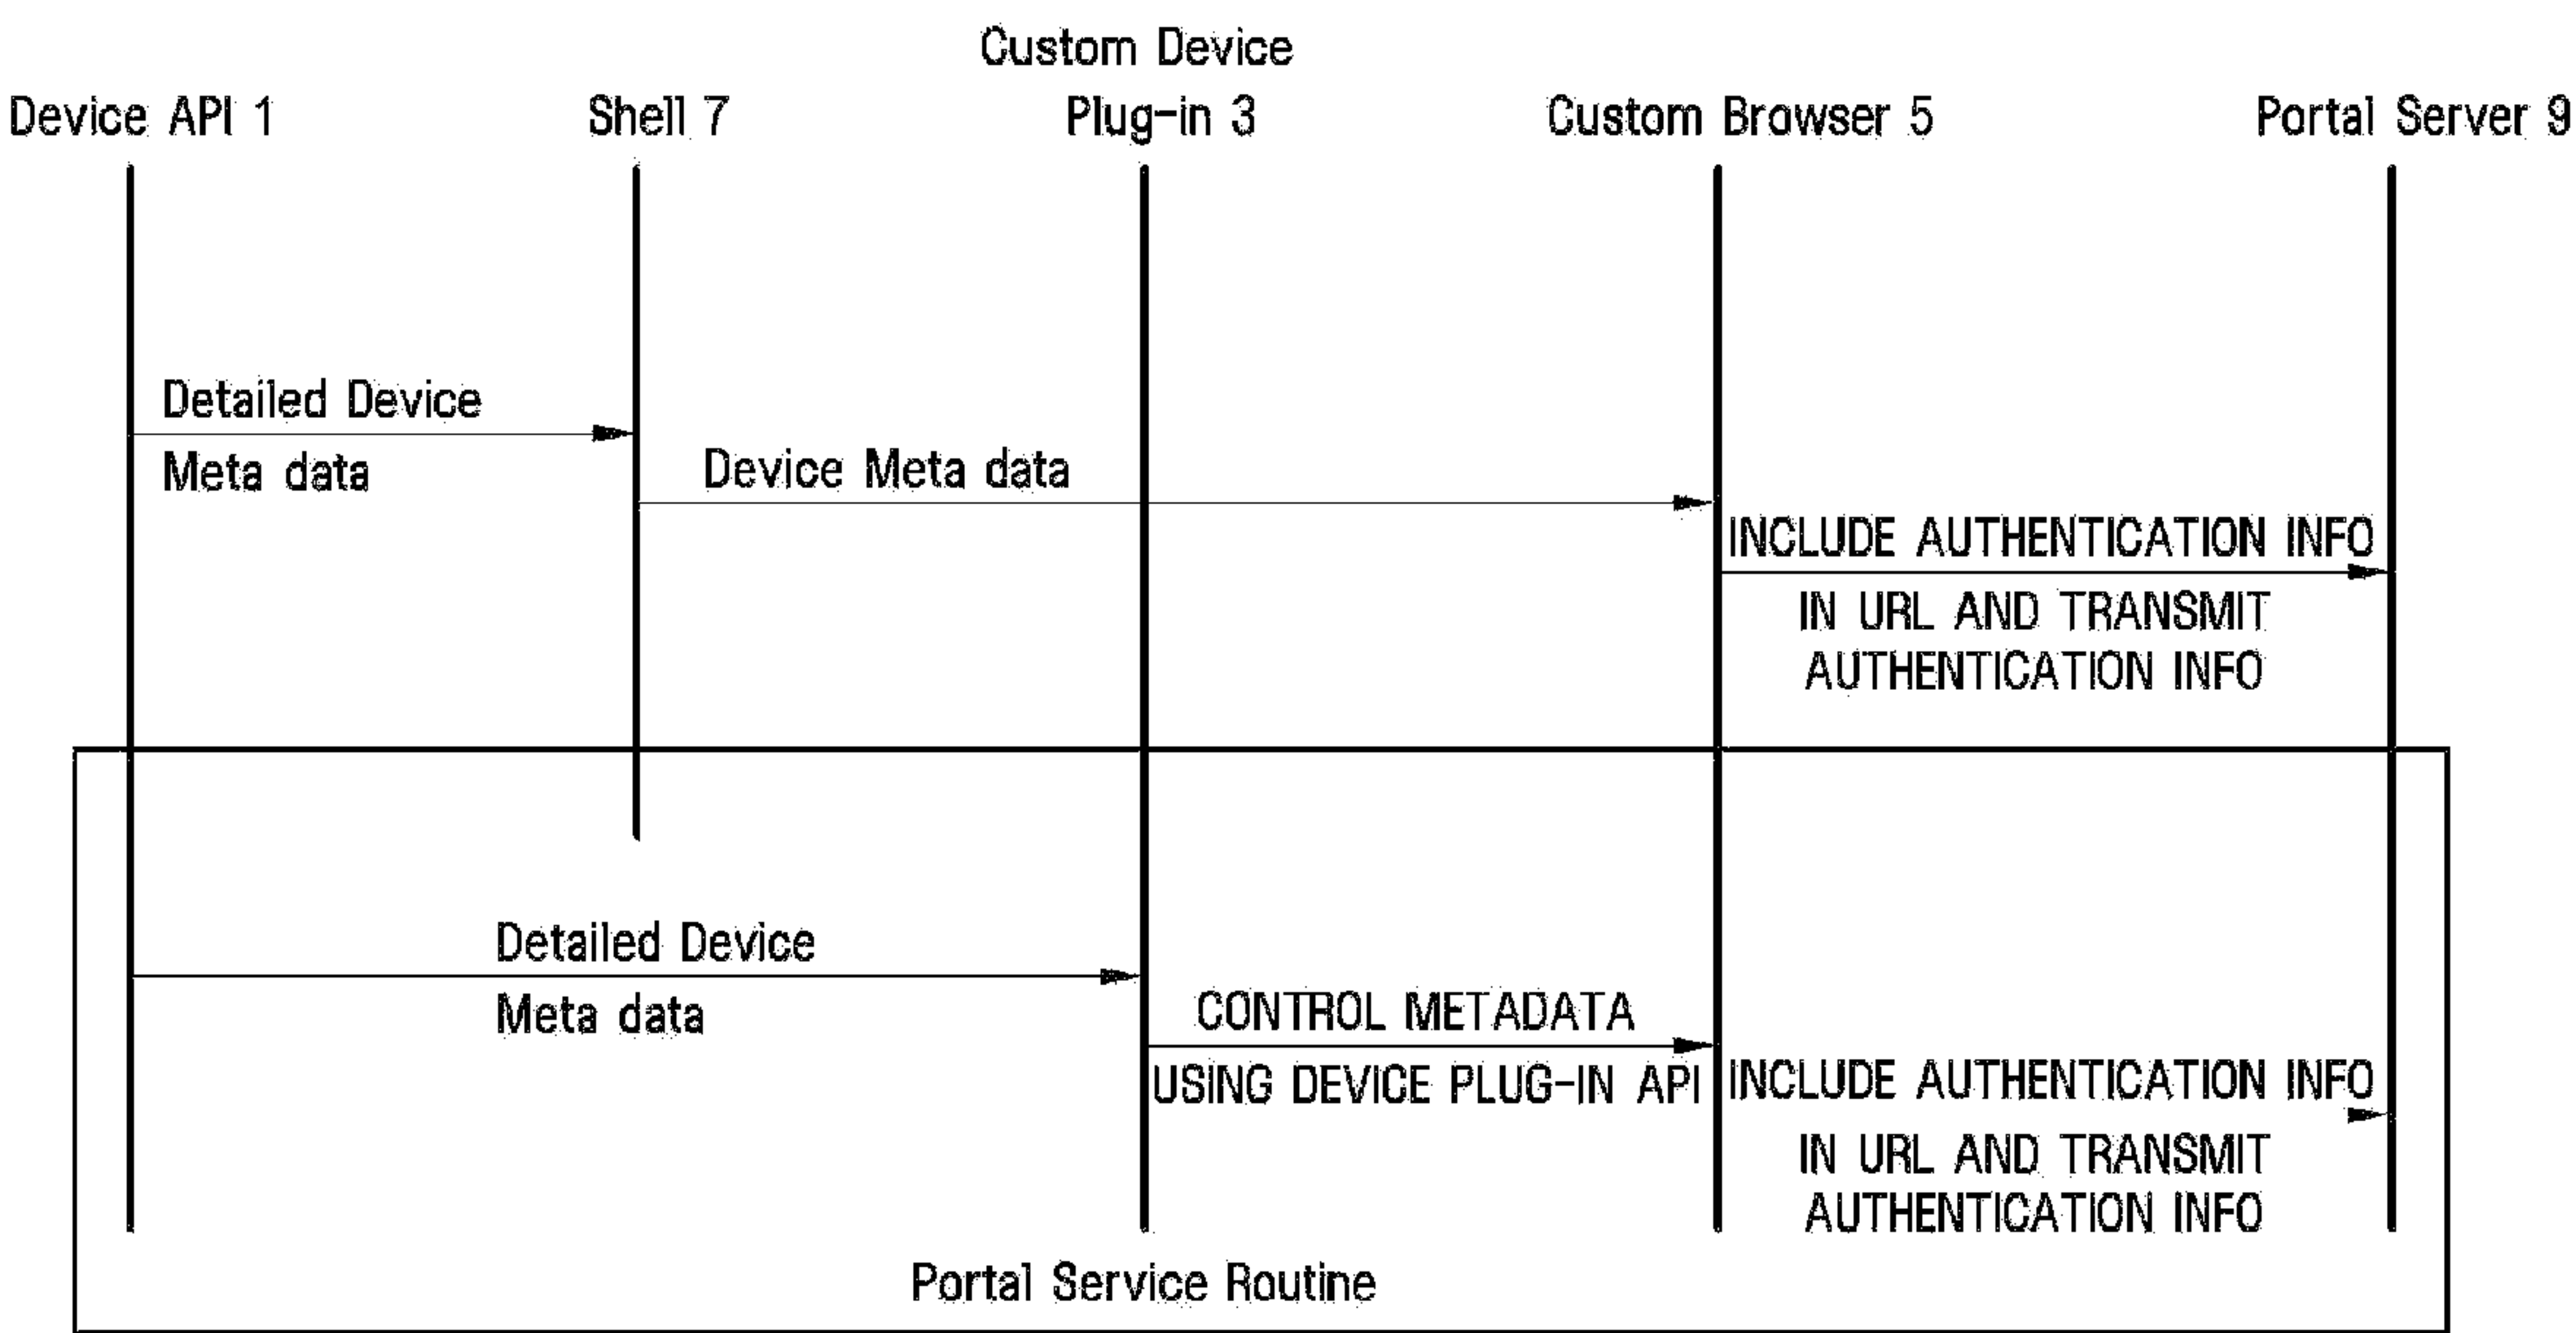 Custom Device
Device API 1
Shell 7
Plug-in 3
Custom Browser 5
Portal Server 9
Detailed Device
Meta data
Device Meta data
INCLUDE AUTHENTICATION INFO
IN URL AND TRANSMIT
AUTHENTICATION INFO
Detailed Device
Meta data
CONTROL METADATA
USING DEVICE PLUG-IN API
INCLUDE AUTHENTICATION INFO
IN URL AND TRANSMIT
AUTHENTICATION INFO
Portal Service Routine